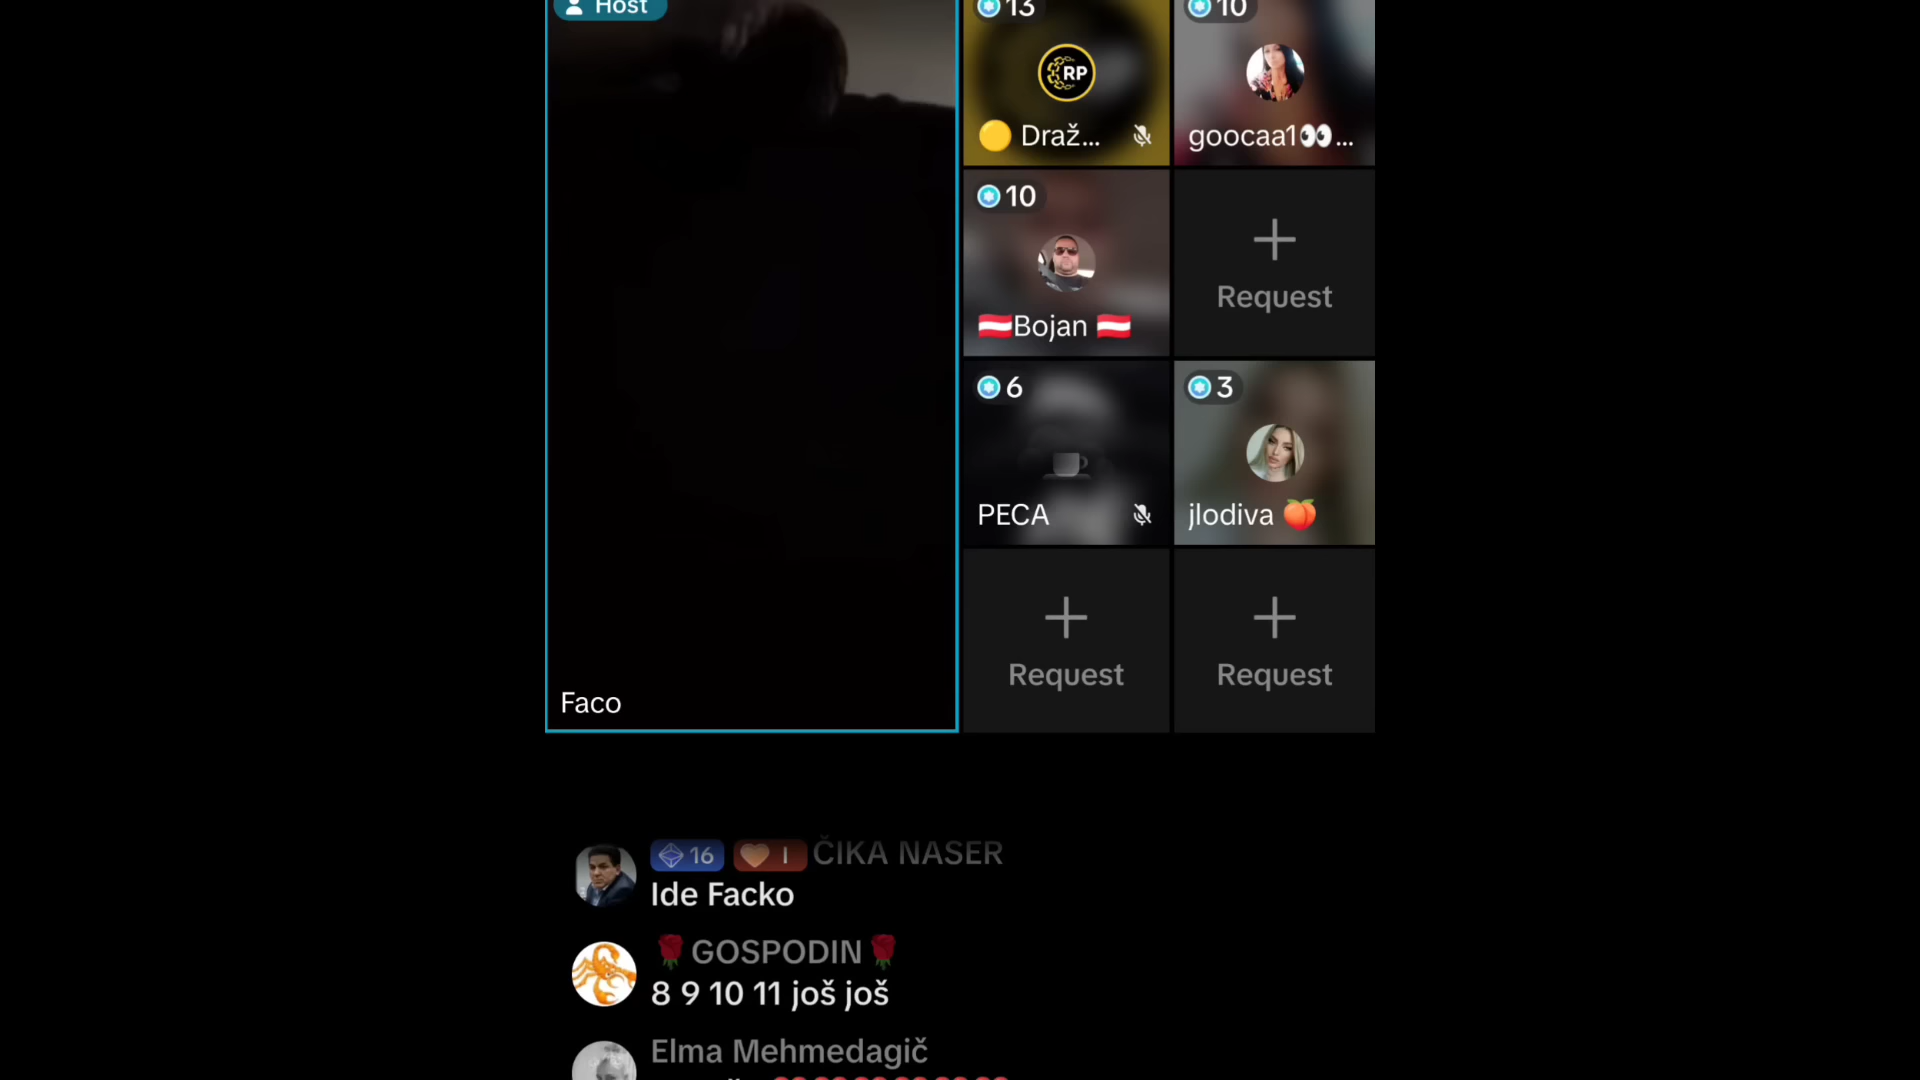 Host
13
10
RP
Draž...
goocaa1👀...
10
Request
🇦🇹Bojan 🇦🇹
6
3
PECA
jlodiva 🍑
Request
Request
Faco
16 I ČIKA NASER
Ide Facko
🌹GOSPODIN🌹
8 9 10 11 još još
Elma Mehmedagič